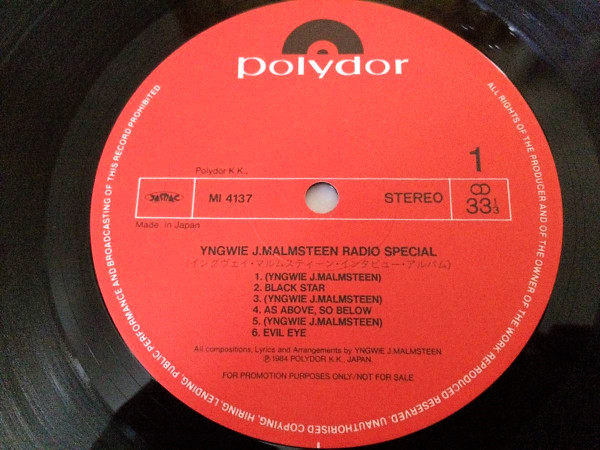 polydor
1
Polydor K.K.,
JASRAC
MI 4137
STEREO
33 1/3
Made in Japan
YNGWIE J.MALMSTEEN RADIO SPECIAL
(イングヴェイ・マルムスティーン・インタビュー・アルバム)
1. (YNGWIE J.MALMSTEEN)
2. BLACK STAR
3. (YNGWIE J.MALMSTEEN)
4. AS ABOVE, SO BELOW
5. (YNGWIE J.MALMSTEEN)
6. EVIL EYE
All compositions, Lyrics and Arrangements by YNGWIE J.MALMSTEEN
℗ 1984 POLYDOR K.K., JAPAN.
FOR PROMOTION PURPOSES ONLY/NOT FOR SALE
ALL RIGHTS OF THE PRODUCER AND OF THE OWNER OF THE WORK REPRODUCED RESERVED. UNAUTHORISED COPYING, HIRING, LENDING, PUBLIC PERFORMANCE AND BROADCASTING OF THIS RECORD PROHIBITED.